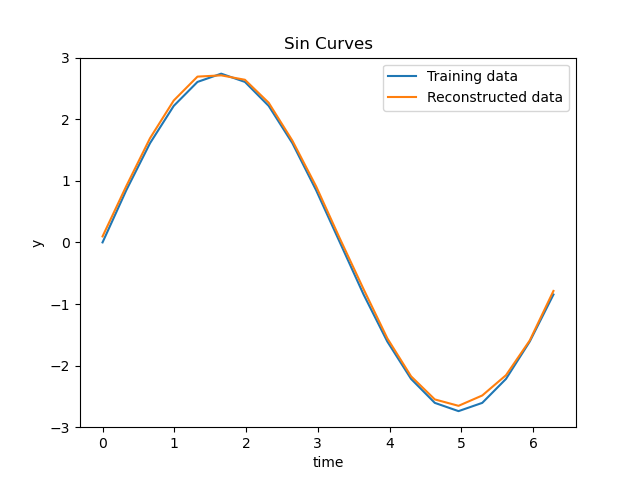 Sin Curves
Training data
Reconstructed data
3
2
1
0
−1
−2
−3
y
0 1 2 3 4 5 6
time